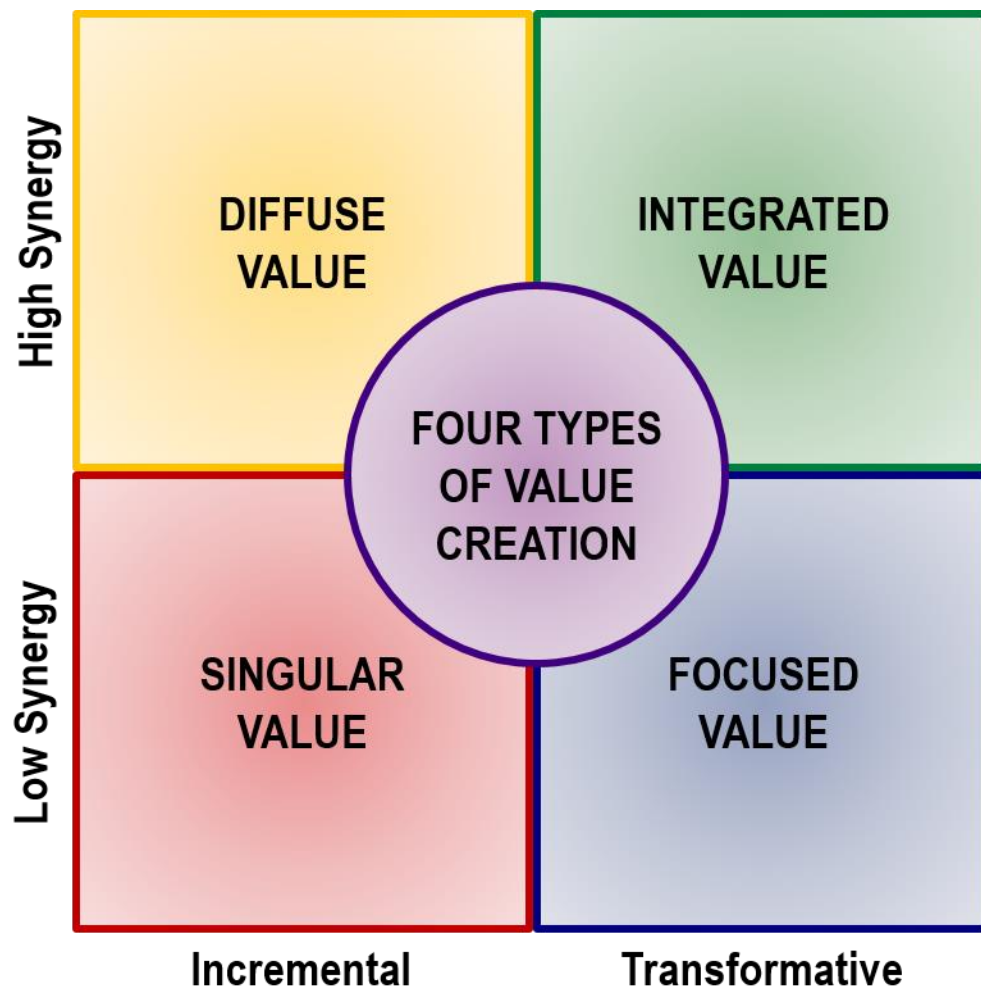 High Synergy
DIFFUSE
VALUE
INTEGRATED
VALUE
FOUR TYPES
OF VALUE
CREATION
Low Synergy
SINGULAR
VALUE
FOCUSED
VALUE
Incremental
Transformative